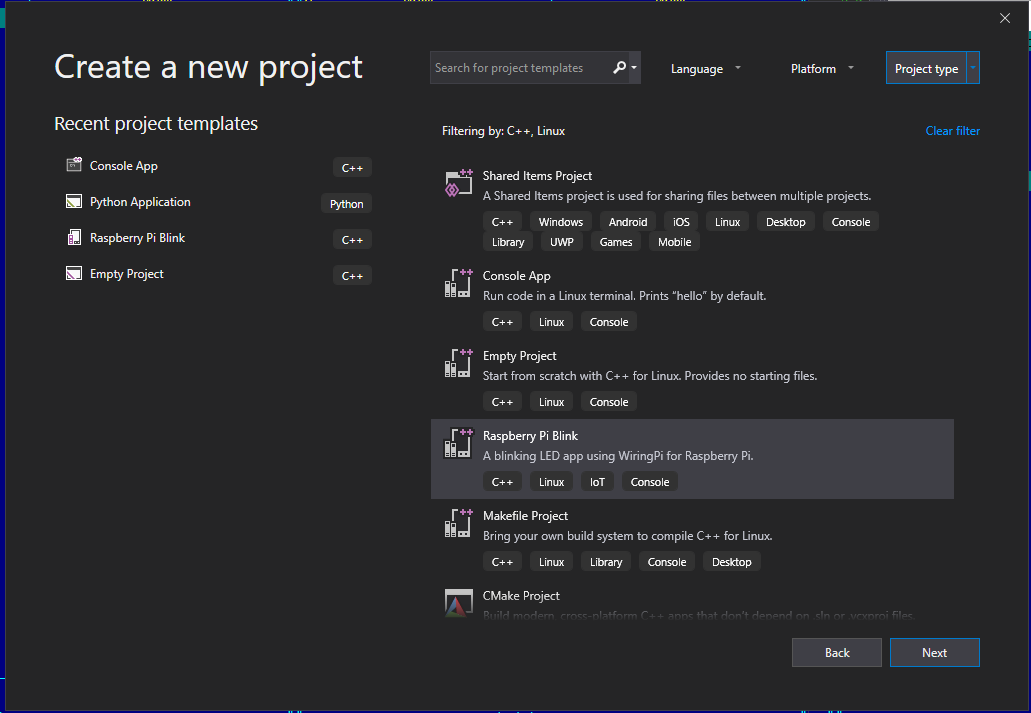 Create a new project
Search for project templates
Language
Platform
Project type
Recent project templates
Console App
C++
Python Application
Python
Raspberry Pi Blink
C++
Empty Project
C++
Filtering by: C++, Linux
Clear filter
Shared Items Project
A Shared Items project is used for sharing files between multiple projects.
C++ Windows Android iOS Linux Desktop Console
Library UWP Games Mobile
Console App
Run code in a Linux terminal. Prints “hello” by default.
C++ Linux Console
Empty Project
Start from scratch with C++ for Linux. Provides no starting files.
C++ Linux Console
Raspberry Pi Blink
A blinking LED app using WiringPi for Raspberry Pi.
C++ Linux IoT Console
Makefile Project
Bring your own build system to compile C++ for Linux.
C++ Linux Library Console Desktop
CMake Project
Build modern, cross-platform C++ apps that don't depend on .sln or .vcxproj files.
Back
Next